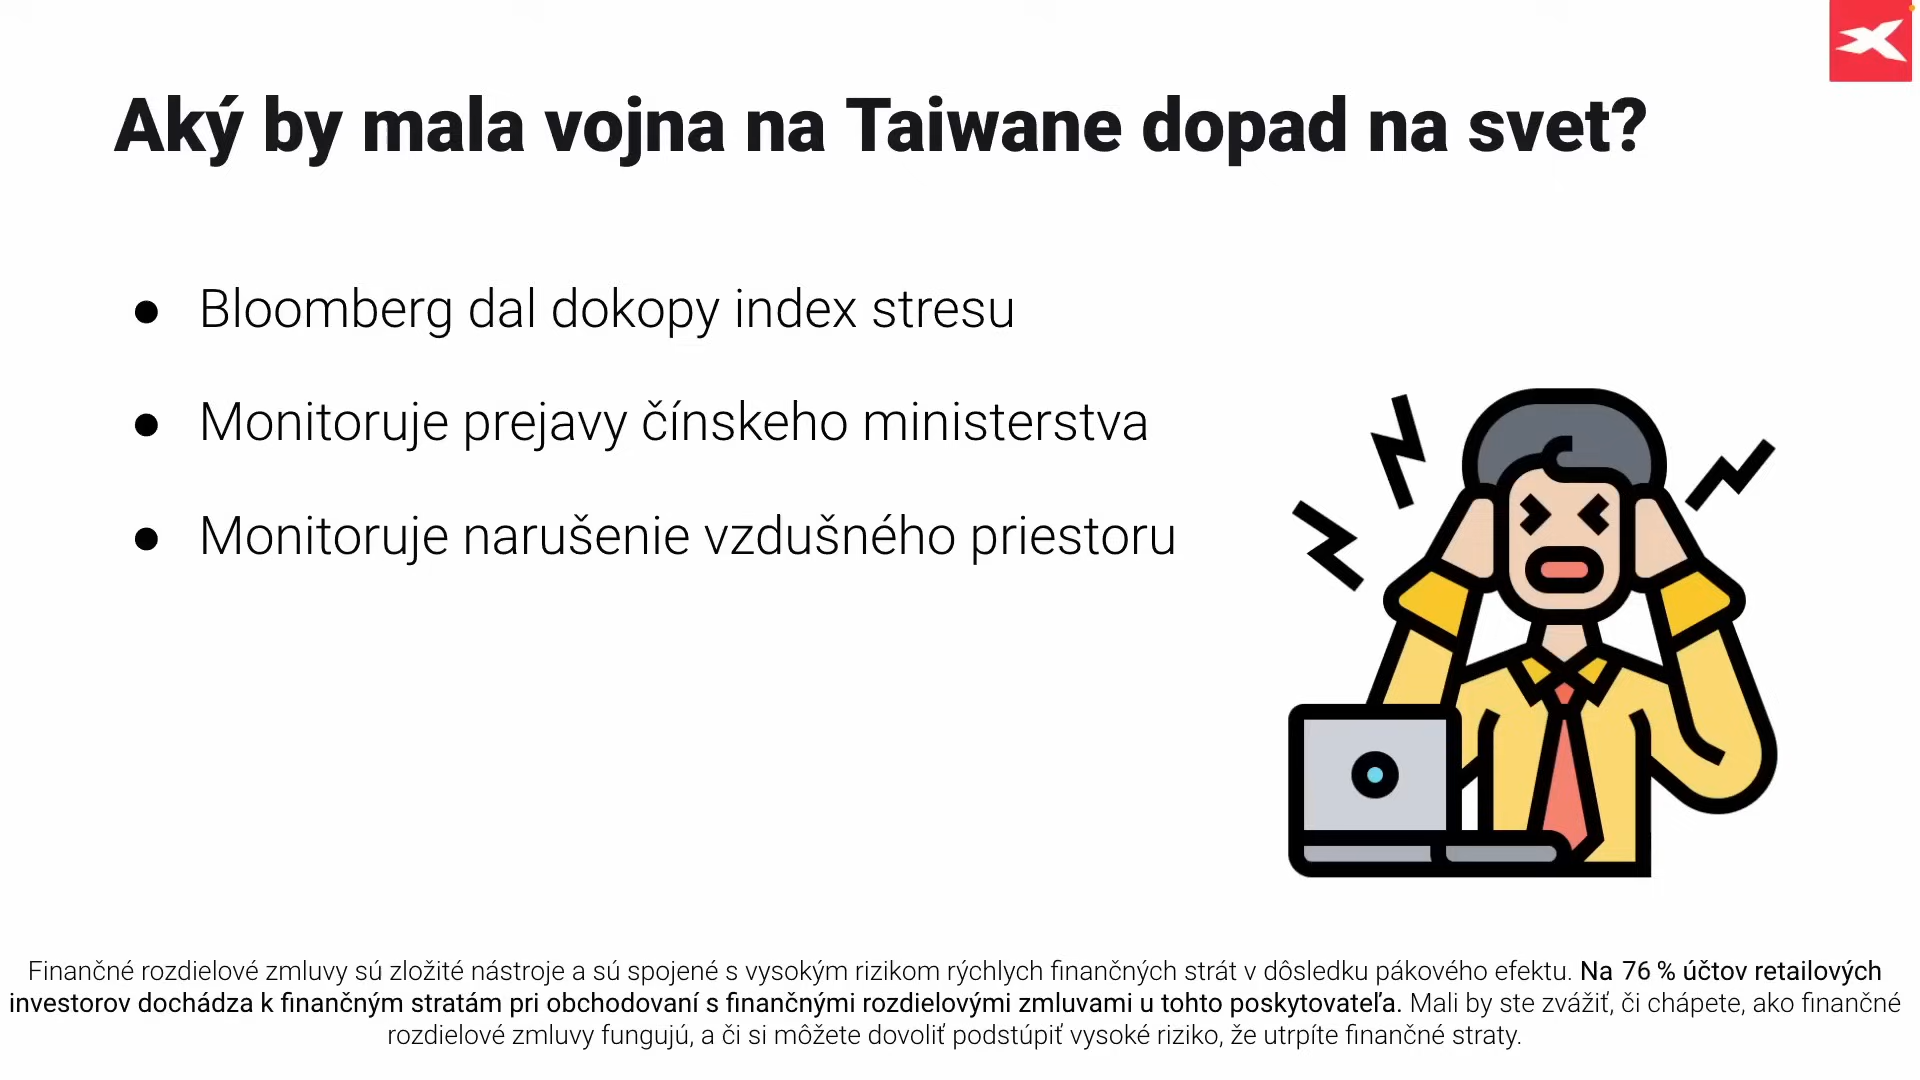 Aký by mala vojna na Taiwane dopad na svet?
● Bloomberg dal dokopy index stresu
● Monitoruje prejavy čínskeho ministerstva
● Monitoruje narušenie vzdušného priestoru
Finančné rozdielové zmluvy sú zložité nástroje a sú spojené s vysokým rizikom rýchlych finančných strát v dôsledku pákového efektu. Na 76 % účtov retailových
investorov dochádza k finančným stratám pri obchodovaní s finančnými rozdielovými zmluvami u tohto poskytovateľa. Mali by ste zvážiť, či chápete, ako finančné
rozdielové zmluvy fungujú, a či si môžete dovoliť podstúpiť vysoké riziko, že utrpíte finančné straty.